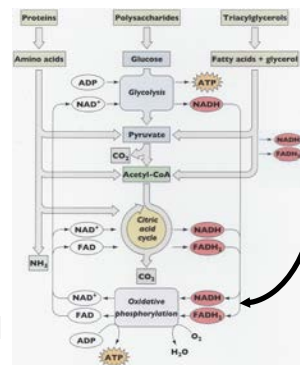 Proteins Polysaccharides Triacylglycerols
Amino acids Glucose Fatty acids + glycerol
ADP ATP
NAD+ Glycolysis NADH
Pyruvate NADH
CO2 FADH2
Acetyl-CoA
NAD+ Citric acid cycle NADH
FAD FADH2
NH3 CO2
NAD+ Oxidative phosphorylation NADH
FAD FADH2
ADP O2
ATP H2O